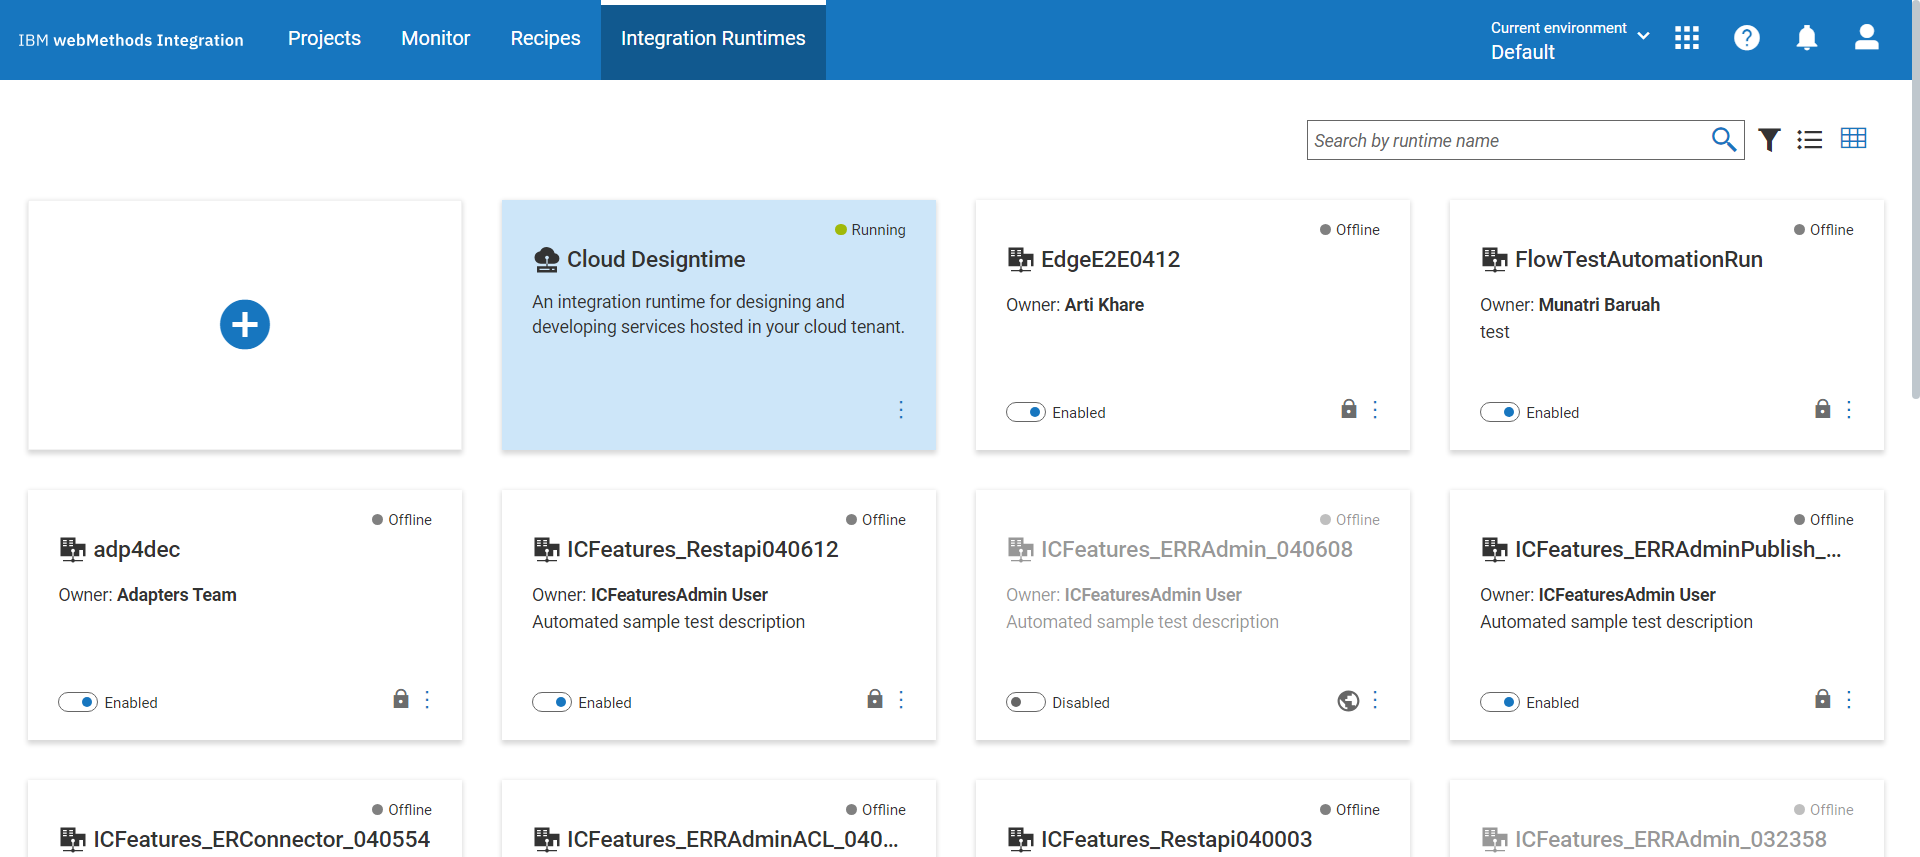 IBM webMethods Integration
Projects
Monitor
Recipes
Integration Runtimes
Current environment
Default
Search by runtime name
Running
Cloud Designtime
An integration runtime for designing and
developing services hosted in your cloud tenant.
Offline
EdgeE2E0412
Owner: Arti Khare
Enabled
Offline
FlowTestAutomationRun
Owner: Munatri Baruah
test
Enabled
Offline
adp4dec
Owner: Adapters Team
Enabled
Offline
ICFeatures_Restapi040612
Owner: ICFeaturesAdmin User
Automated sample test description
Enabled
Offline
ICFeatures_ERRAdmin_040608
Owner: ICFeaturesAdmin User
Automated sample test description
Disabled
Offline
ICFeatures_ERRAdminPublish_...
Owner: ICFeaturesAdmin User
Automated sample test description
Enabled
Offline
ICFeatures_ERConnector_040554
Offline
ICFeatures_ERRAdminACL_040...
Offline
ICFeatures_Restapi040003
Offline
ICFeatures_ERRAdmin_032358